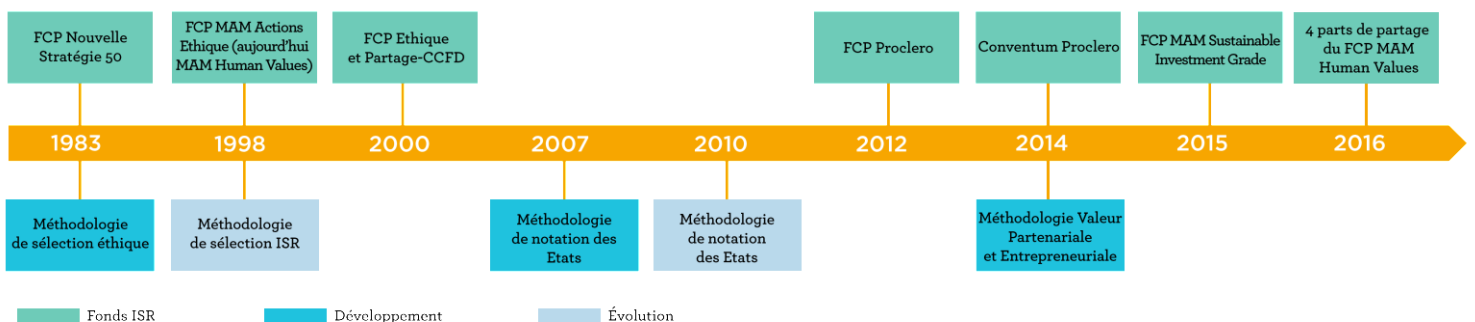 FCP Nouvelle
Stratégie 50
FCP MAM Actions
Ethique (aujourd'hui
MAM Human Values)
FCP Ethique
et Partage-CCFD
FCP Proclero
Conventum Proclero
FCP MAM Sustainable
Investment Grade
4 parts de partage
du FCP MAM
Human Values
1983
1998
2000
2007
2010
2012
2014
2015
2016
Méthodologie
de sélection éthique
Méthodologie
de sélection ISR
Méthodologie
de notation des
Etats
Méthodologie
de notation
des Etats
Méthodologie Valeur
Partenariale
et Entrepreneuriale
Fonds ISR
Développement
Évolution